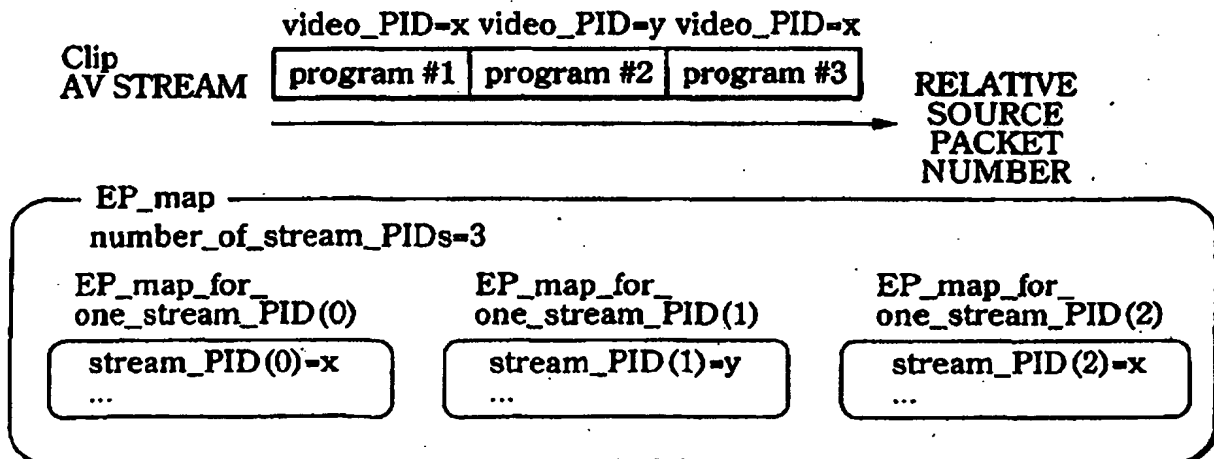 video_PID=x video_PID=y video_PID=x
Clip
AV STREAM
program #1 program #2 program #3
RELATIVE
SOURCE
PACKET
NUMBER
EP_map
number_of_stream_PIDs=3
EP_map_for_
one_stream_PID(0)
stream_PID(0)=x
...
EP_map_for_
one_stream_PID(1)
stream_PID(1)=y
...
EP_map_for_
one_stream_PID(2)
stream_PID(2)=x
...